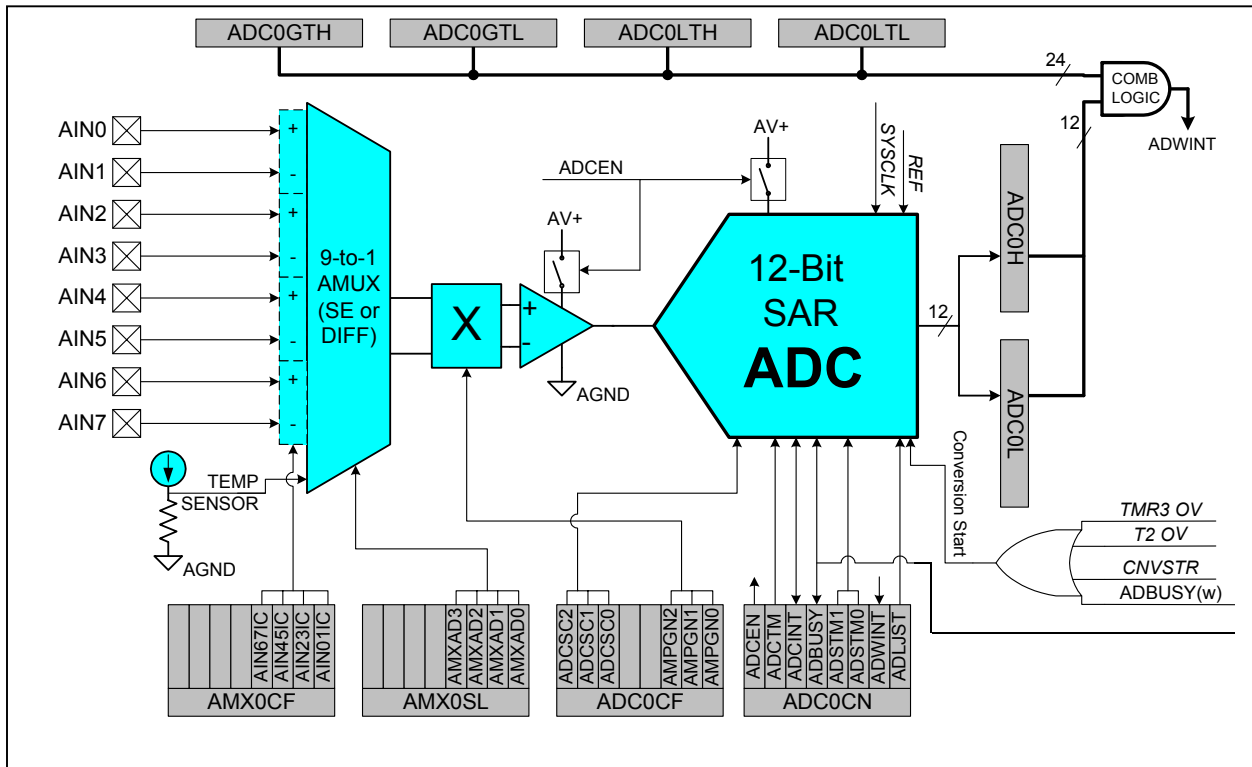 ADC0GTH
ADC0GTL
ADC0LTH
ADC0LTL
24
COMB
LOGIC
12
ADWINT
AIN0
AIN1
AIN2
AIN3
AIN4
AIN5
AIN6
AIN7
+
-
+
-
+
-
+
-
9-to-1
AMUX
(SE or
DIFF)
TEMP
SENSOR
AGND
X
+
-
AV+
AGND
ADCEN
AV+
SYSCLK
REF
12-Bit
SAR
ADC
12
ADC0H
ADC0L
Conversion Start
TMR3 OV
T2 OV
CNVSTR
ADBUSY(w)
AIN67IC
AIN45IC
AIN23IC
AIN01IC
AMX0CF
AMXAD3
AMXAD2
AMXAD1
AMXAD0
AMX0SL
ADCSC2
ADCSC1
ADCSC0
AMPGN2
AMPGN1
AMPGN0
ADC0CF
ADCEN
ADCTM
ADCINT
ADBUSY
ADSTM1
ADSTM0
ADWINT
ADLJST
ADC0CN